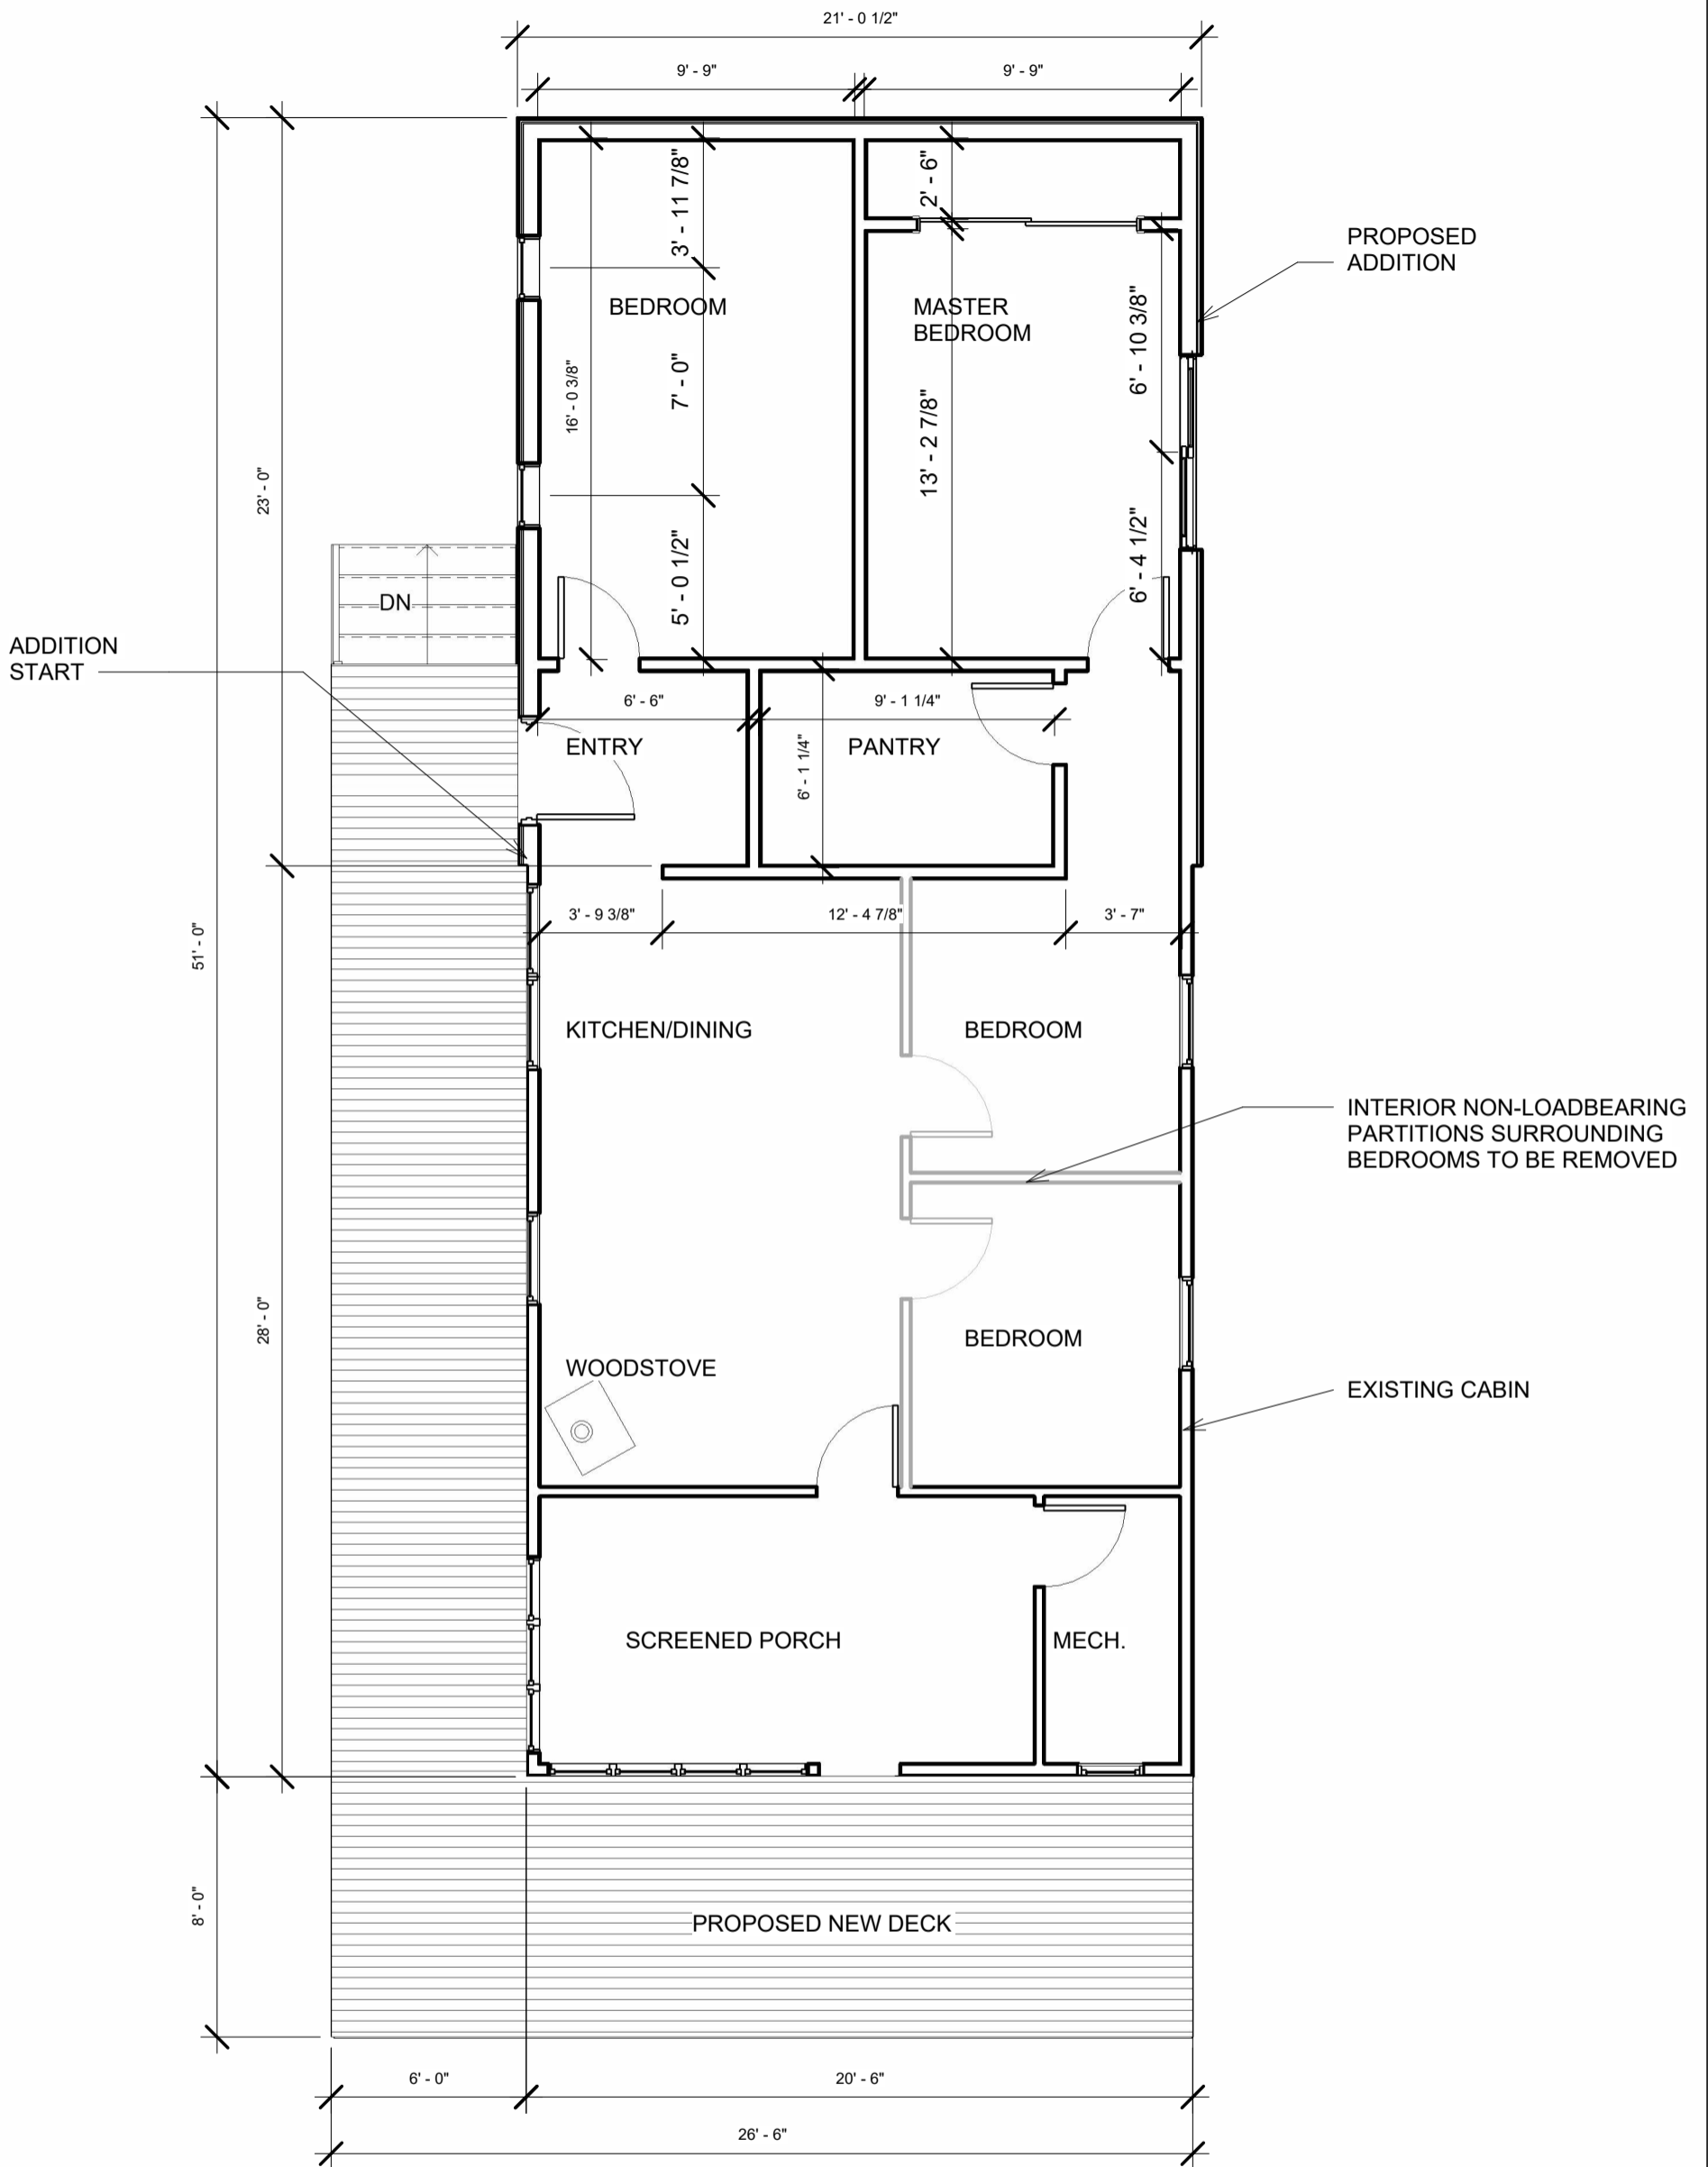 21' - 0 1/2"
9' - 9"
9' - 9"
3' - 11 7/8"
2' - 6"
PROPOSED
ADDITION
BEDROOM
MASTER
BEDROOM
6' - 10 3/8"
16' - 0 3/8"
7' - 0"
13' - 2 7/8"
23' - 0"
5' - 0 1/2"
6' - 4 1/2"
DN
ADDITION
START
6' - 6"
9' - 1 1/4"
ENTRY
PANTRY
6' - 1 1/4"
3' - 9 3/8"
12' - 4 7/8"
3' - 7"
51' - 0"
KITCHEN/DINING
BEDROOM
INTERIOR NON-LOADBEARING
PARTITIONS SURROUNDING
BEDROOMS TO BE REMOVED
28' - 0"
BEDROOM
WOODSTOVE
EXISTING CABIN
SCREENED PORCH
MECH.
8' - 0"
PROPOSED NEW DECK
6' - 0"
20' - 6"
26' - 6"